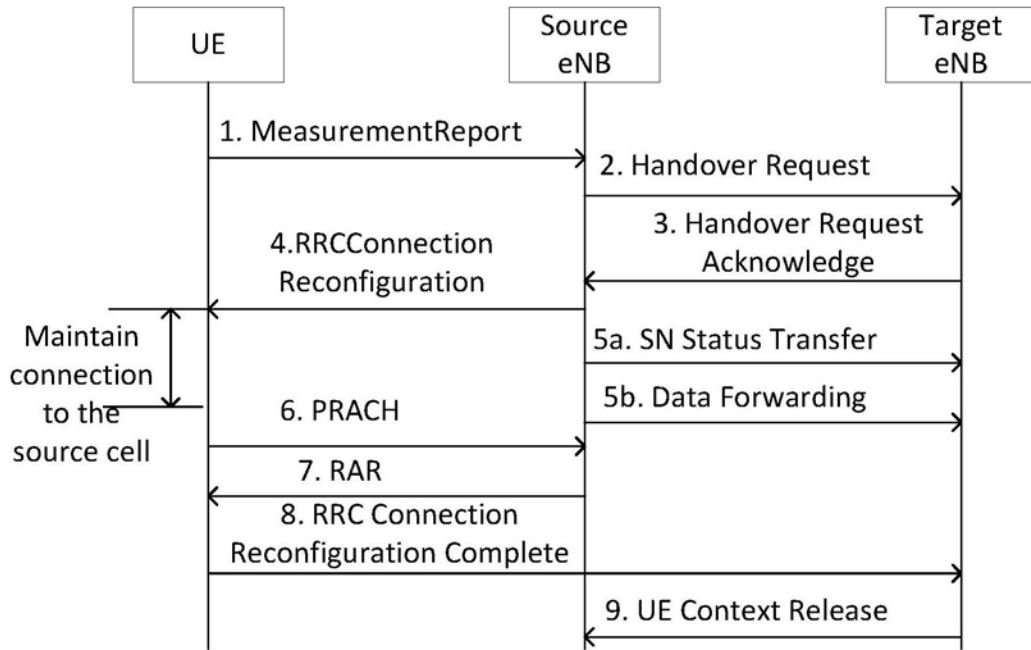 UE
Source
eNB
Target
eNB
1. MeasurementReport
2. Handover Request
3. Handover Request
Acknowledge
4.RRCConnection
Reconfiguration
Maintain
connection
to the
source cell
5a. SN Status Transfer
5b. Data Forwarding
6. PRACH
7. RAR
8. RRC Connection
Reconfiguration Complete
9. UE Context Release